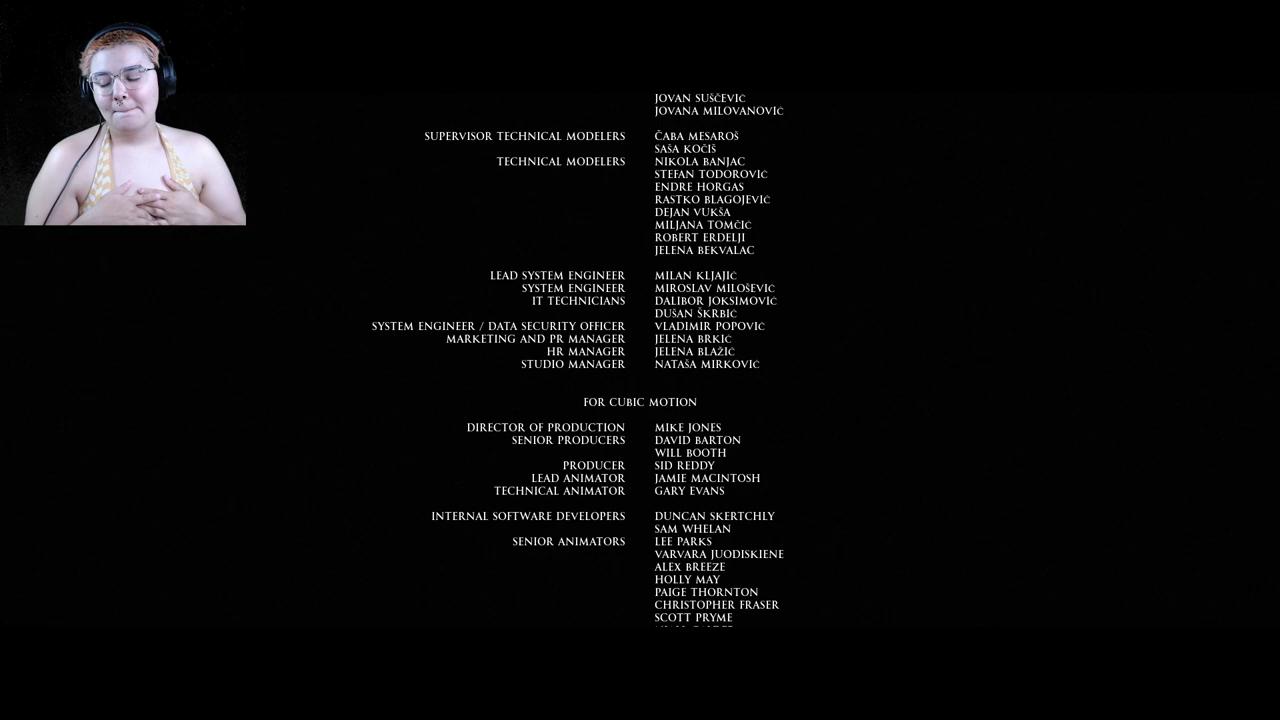 JOVAN SUŠČEVIĆ
JOVANA MILOVANOVIĆ
SUPERVISOR TECHNICAL MODELERS ČABA MESAROŠ
SAŠA KOČIŠ
TECHNICAL MODELERS NIKOLA BANJAC
STEFAN TODOROVIĆ
ENDRE HORGAS
RASTKO BLAGOJEVIĆ
DEJAN VUKŠA
MILJANA TOMČIĆ
ROBERT ERDELJI
JELENA BEKVALAC
LEAD SYSTEM ENGINEER MILAN KLJAJIĆ
SYSTEM ENGINEER MIROSLAV MILOŠEVIĆ
IT TECHNICIANS DALIBOR JOKSIMOVIĆ
DUŠAN ŠKRBIĆ
SYSTEM ENGINEER / DATA SECURITY OFFICER VLADIMIR POPOVIĆ
MARKETING AND PR MANAGER JELENA BRKIĆ
HR MANAGER JELENA BLAŽIĆ
STUDIO MANAGER NATAŠA MIRKOVIĆ
FOR CUBIC MOTION
DIRECTOR OF PRODUCTION MIKE JONES
SENIOR PRODUCERS DAVID BARTON
WILL BOOTH
PRODUCER SID REDDY
LEAD ANIMATOR JAMIE MACINTOSH
TECHNICAL ANIMATOR GARY EVANS
INTERNAL SOFTWARE DEVELOPERS DUNCAN SKERTCHLY
SAM WHELAN
SENIOR ANIMATORS LEE PARKS
VARVARA JUODISKIENE
ALEX BREEZE
HOLLY MAY
PAIGE THORNTON
CHRISTOPHER FRASER
SCOTT PRYME